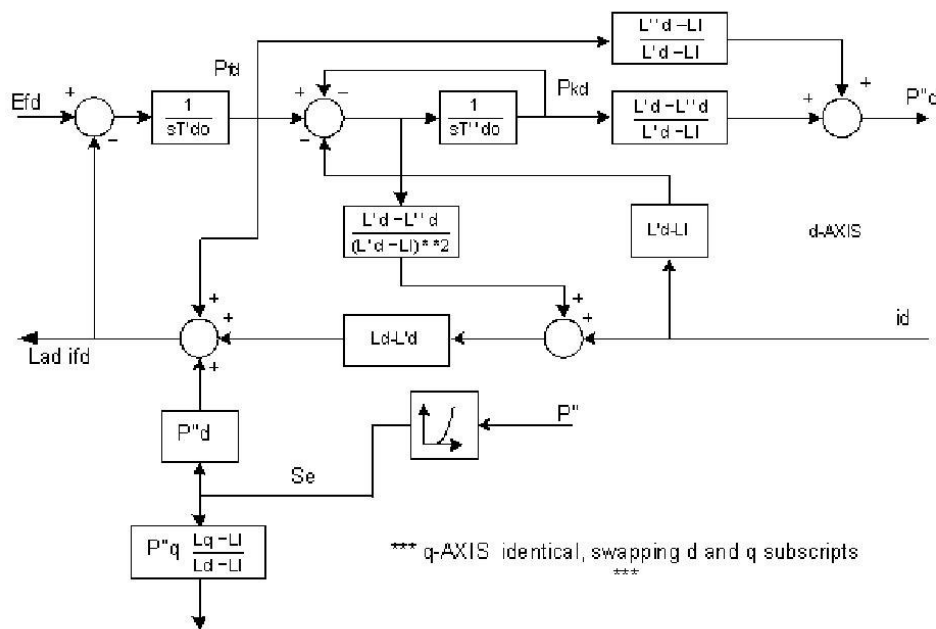 L''d -Ll
L'd -Ll
+
Pfd
Efd
+
−
1
sT'do
+
−
−
1
sT''do
Pkd
L'd -L''d
L'd -Ll
+
+
P"d
L'd -L''d
(L'd -Ll)**2
L'd-Ll
d-AXIS
+
+
+
+
+
+
Ld-L'd
id
Lad ifd
P"d
P"
Se
P"q
Lq -Ll
Ld -Ll
*** q-AXIS identical, swapping d and q subscripts
***